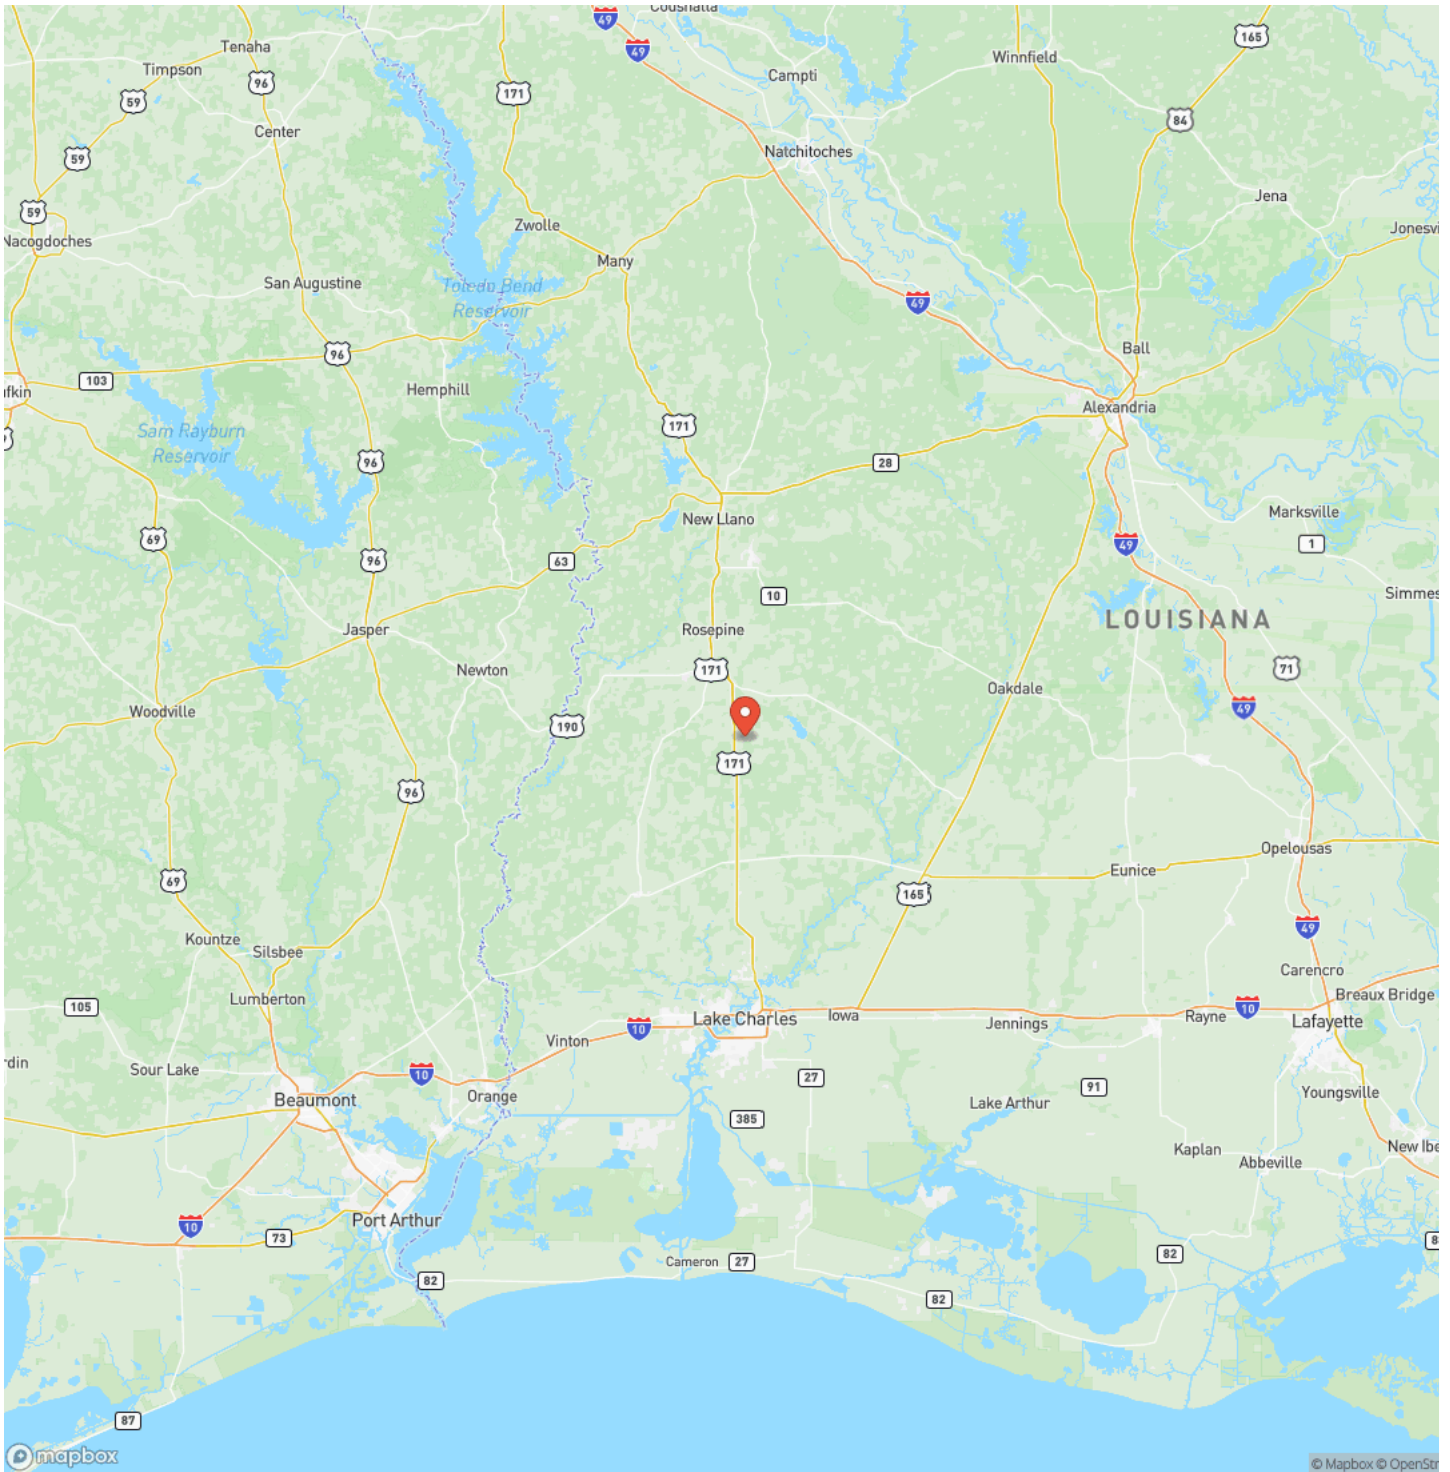 Coushatta
49
165
Tenaha
49
Winnfield
Timpson
96
Campti
171
59
84
Center
Natchitoches
59
Jena
59
Zwolle
Jonesvi
Nacogdoches
Many
San Augustine
Toledo Bend
Reservoir
49
96
Ball
103
Hemphill
fkin
Alexandria
171
Sam Rayburn
Reservoir
96
28
Marksville
New Llano
69
49
1
96
63
10
Simmes
LOUISIANA
Jasper
Rosepine
Newton
171
71
Oakdale
Woodville
49
190
171
96
Opelousas
Eunice
69
165
49
Kountze
Silsbee
Carencro
Lumberton
Breaux Bridge
105
10
Lake Charles
Iowa
Rayne
Lafayette
10
Jennings
Vinton
rdin
Sour Lake
10
27
91
Youngsville
Beaumont
Orange
Lake Arthur
385
New Ibe
Kaplan
Abbeville
Port Arthur
10
73
8
82
Cameron
27
82
82
87
mapbox
© Mapbox © OpenStr